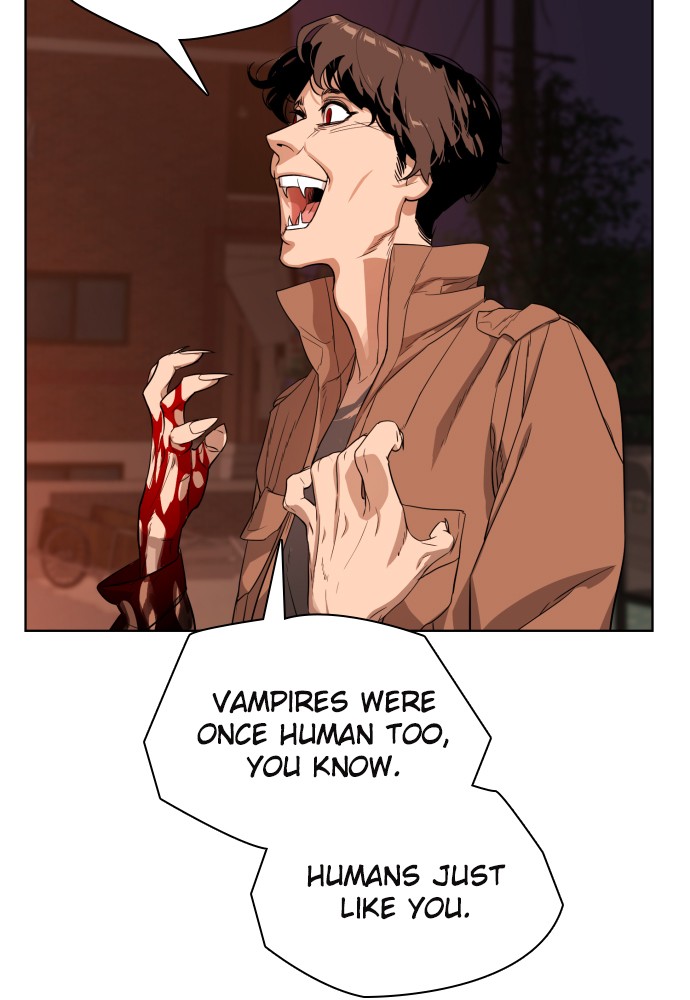 VAMPIRES WERE
ONCE HUMAN TOO,
YOU KNOW.
HUMANS JUST
LIKE YOU.